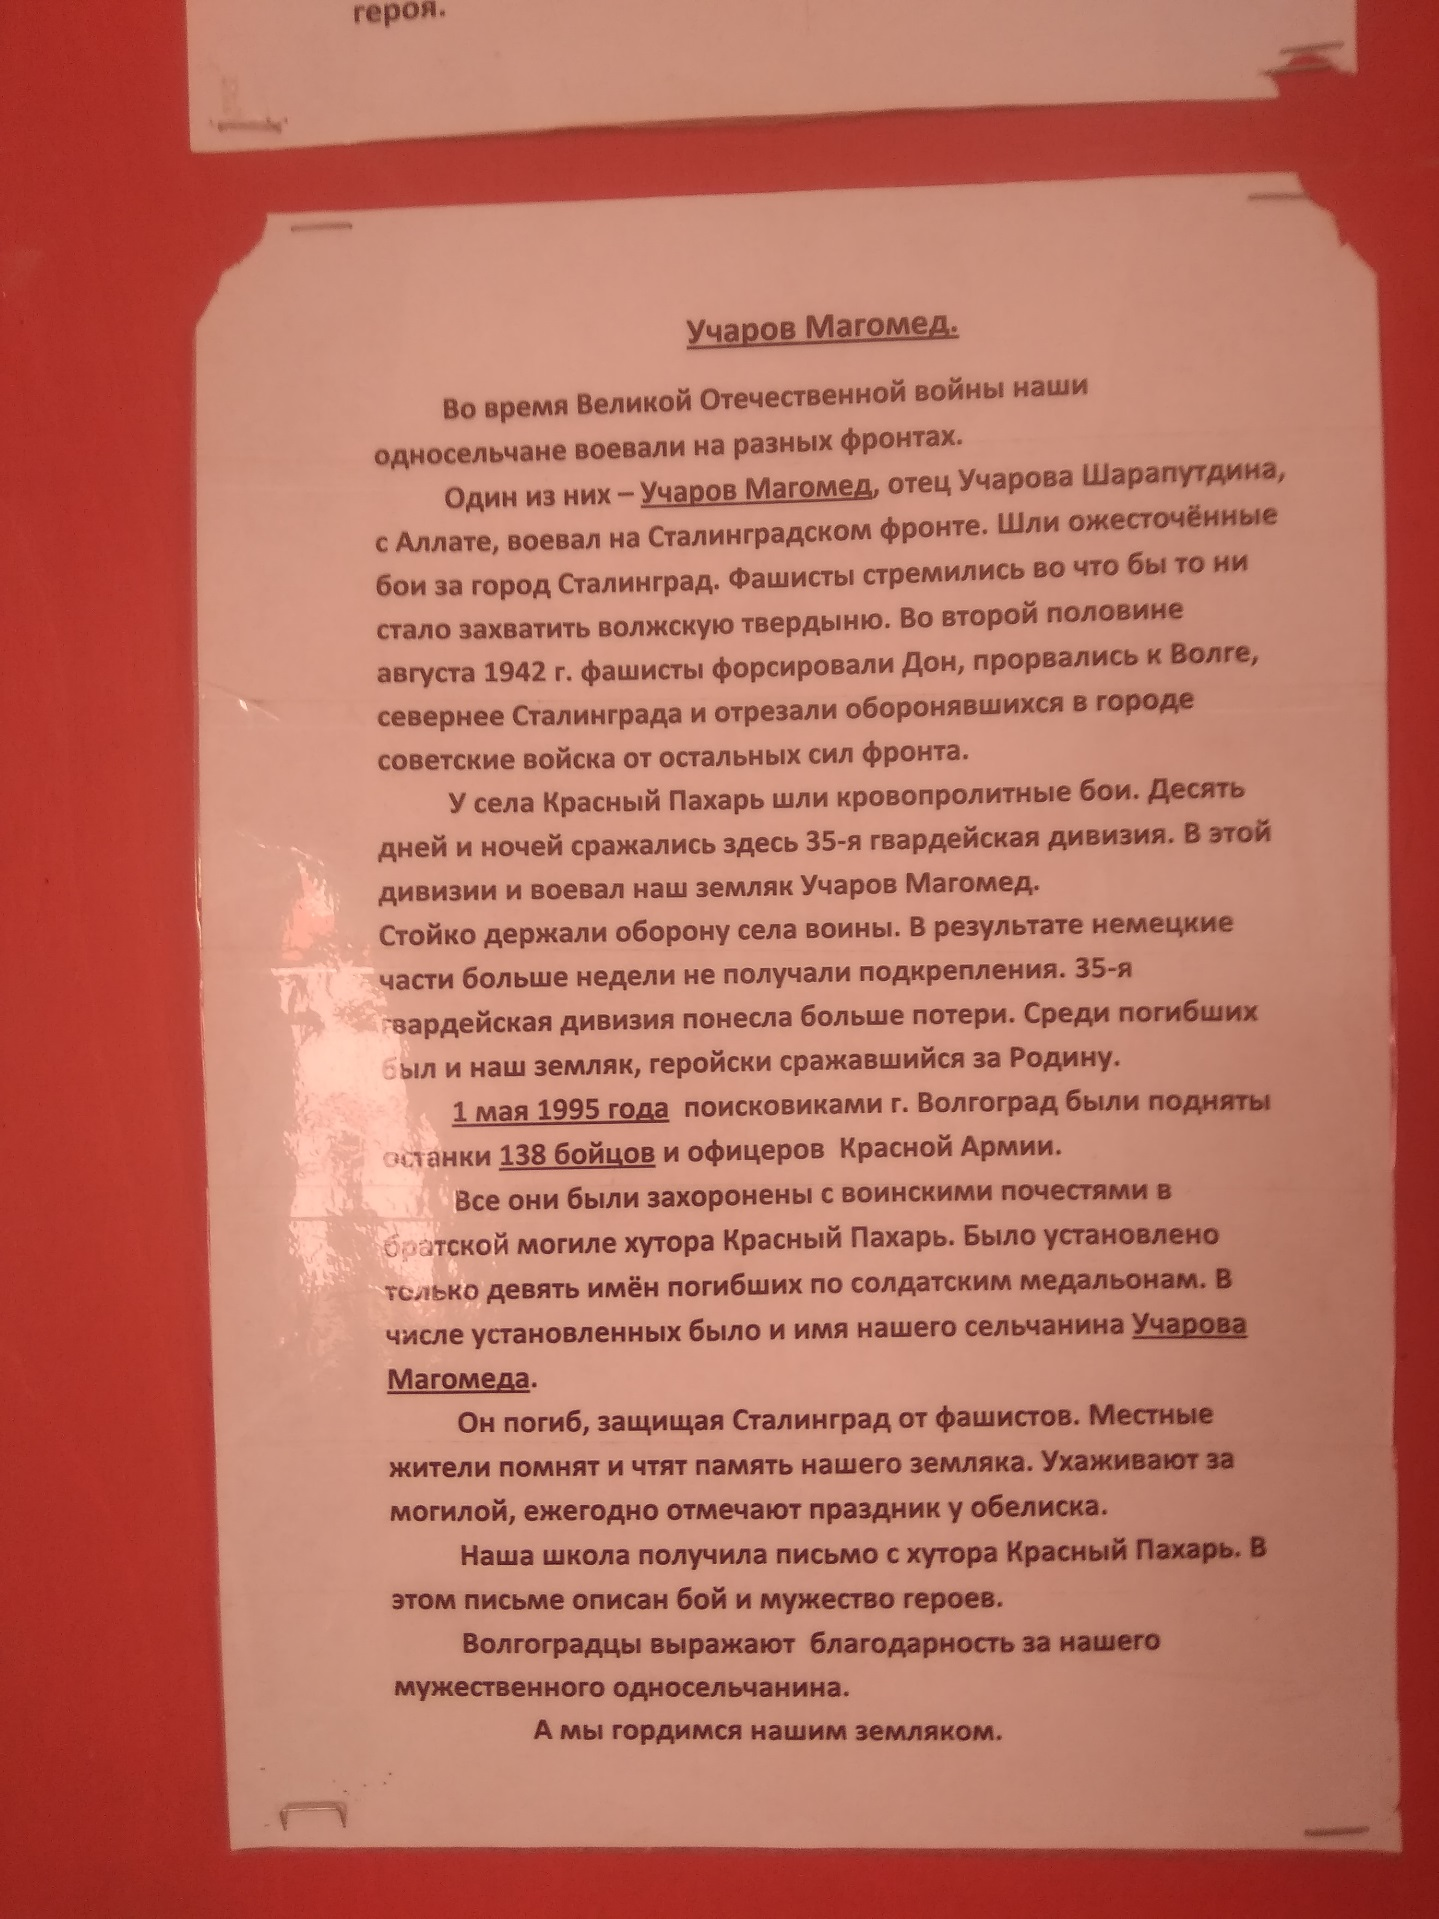 героя.
Учаров Магомед.
Во время Великой Отечественной войны наши
односельчане воевали на разных фронтах.
Один из них – Учаров Магомед, отец Учарова Шарапутдина,
с Аллате, воевал на Сталинградском фронте. Шли ожесточённые
бои за город Сталинград. Фашисты стремились во что бы то ни
стало захватить волжскую твердыню. Во второй половине
августа 1942 г. фашисты форсировали Дон, прорвались к Волге,
севернее Сталинграда и отрезали оборонявшихся в городе
советские войска от остальных сил фронта.
У села Красный Пахарь шли кровопролитные бои. Десять
дней и ночей сражались здесь 35-я гвардейская дивизия. В этой
дивизии и воевал наш земляк Учаров Магомед.
Стойко держали оборону села воины. В результате немецкие
части больше недели не получали подкрепления. 35-я
гвардейская дивизия понесла больше потери. Среди погибших
был и наш земляк, геройски сражавшийся за Родину.
1 мая 1995 года поисковиками г. Волгоград были подняты
останки 138 бойцов и офицеров Красной Армии.
Все они были захоронены с воинскими почестями в
братской могиле хутора Красный Пахарь. Было установлено
только девять имён погибших по солдатским медальонам. В
числе установленных было и имя нашего сельчанина Учарова
Магомеда.
Он погиб, защищая Сталинград от фашистов. Местные
жители помнят и чтят память нашего земляка. Ухаживают за
могилой, ежегодно отмечают праздник у обелиска.
Наша школа получила письмо с хутора Красный Пахарь. В
этом письме описан бой и мужество героев.
Волгоградцы выражают благодарность за нашего
мужественного односельчанина.
А мы гордимся нашим земляком.